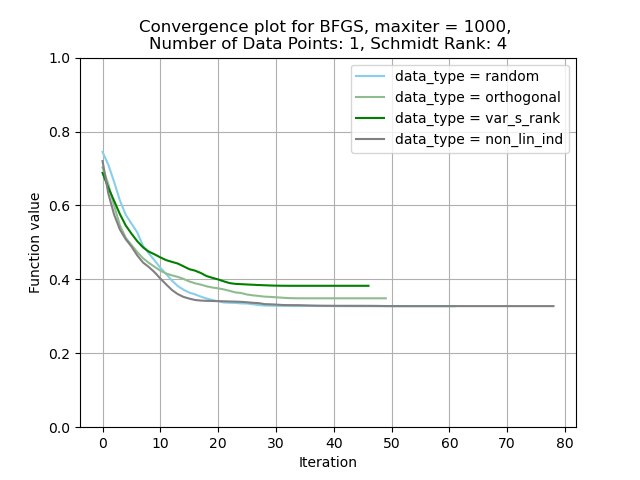 Convergence plot for BFGS, maxiter = 1000,
Number of Data Points: 1, Schmidt Rank: 4
data_type = random
data_type = orthogonal
data_type = var_s_rank
data_type = non_lin_ind
Function value
1.0
0.8
0.6
0.4
0.2
0.0
0 10 20 30 40 50 60 70 80
Iteration